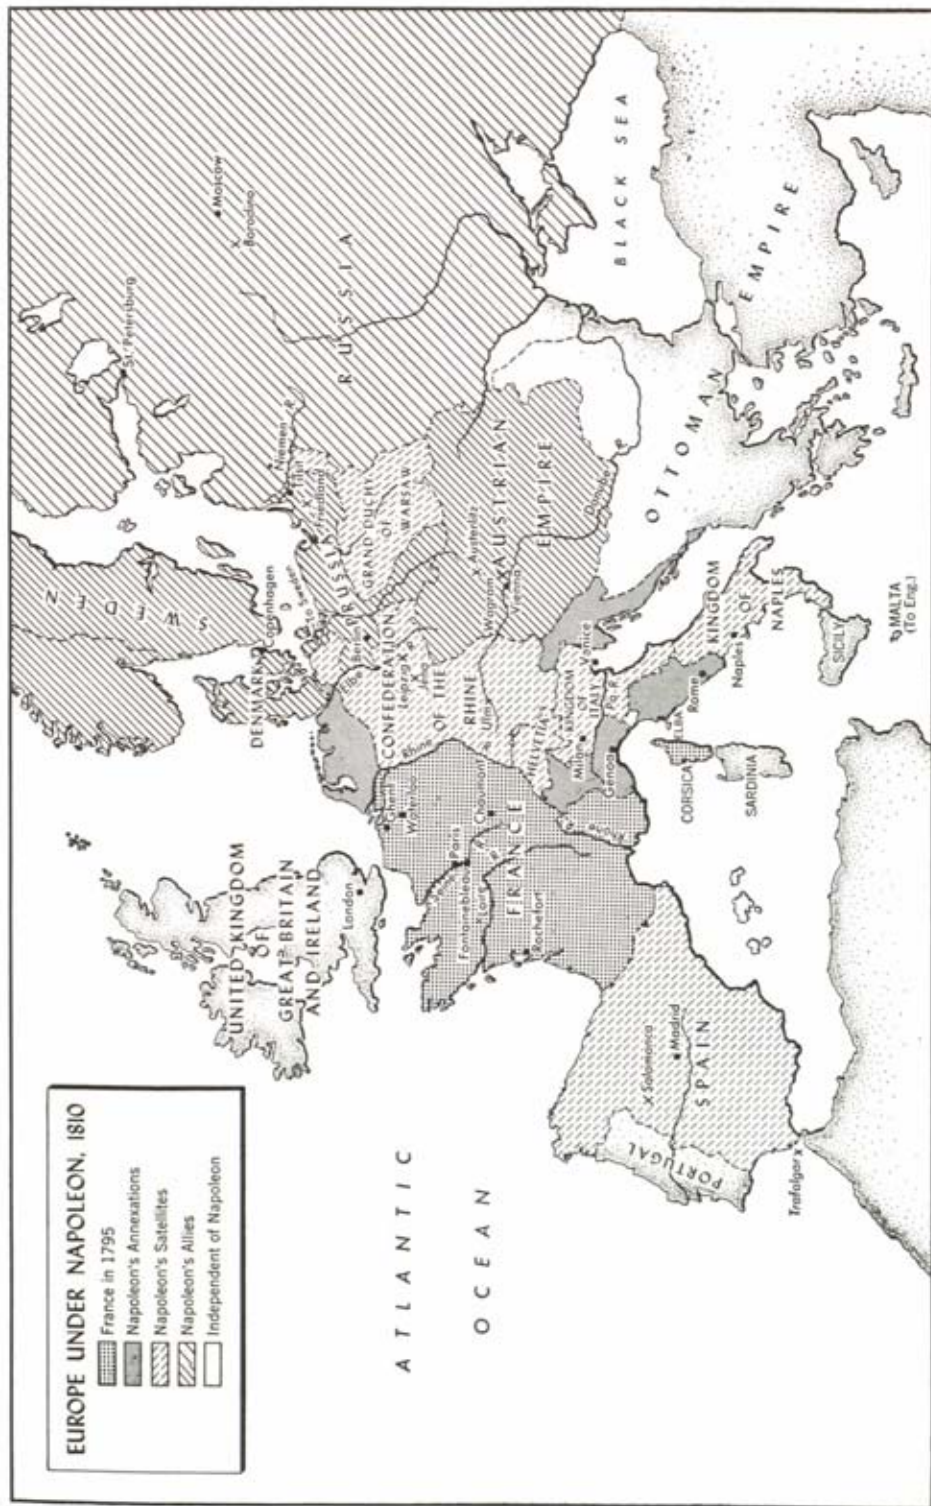 EUROPE UNDER NAPOLEON, 1810
France in 1795
Napoleon's Annexations
Napoleon's Satellites
Napoleon's Allies
Independent of Napoleon
ATLANTIC
OCEAN
UNITED KINGDOM
OF
GREAT BRITAIN
AND IRELAND
London
SWEDEN
DENMARK
Copenhagen
to Sweden
St. Petersburg
Moscow
X Borodino
RUSSIA
Niemen
Tilsit
Friedland
PRUSSIA
GRAND DUCHY
OF
WARSAW
Berlin
Elbe
Leipzig X
X Jena
CONFEDERATION
OF THE
RHINE
Rhine
Ulm
Ghent
Waterloo
Chaumont
Paris
Seine
Fontainebleau
Loire
R.
FRANCE
Rochefort
Rhone
R.
X Austerlitz
Wagram X
Vienna
AUSTRIAN
EMPIRE
Danube
R.
BLACK SEA
OTTOMAN
EMPIRE
HELVETIA
KINGDOM
OF
ITALY
Milan
Venice
Genoa
Par.
ELBA
Rome
KINGDOM
OF
NAPLES
Naples
CORSICA
SARDINIA
SICILY
MALTA
(To Eng.)
X Salamanca
Madrid
SPAIN
PORTUGAL
Trafalgar X